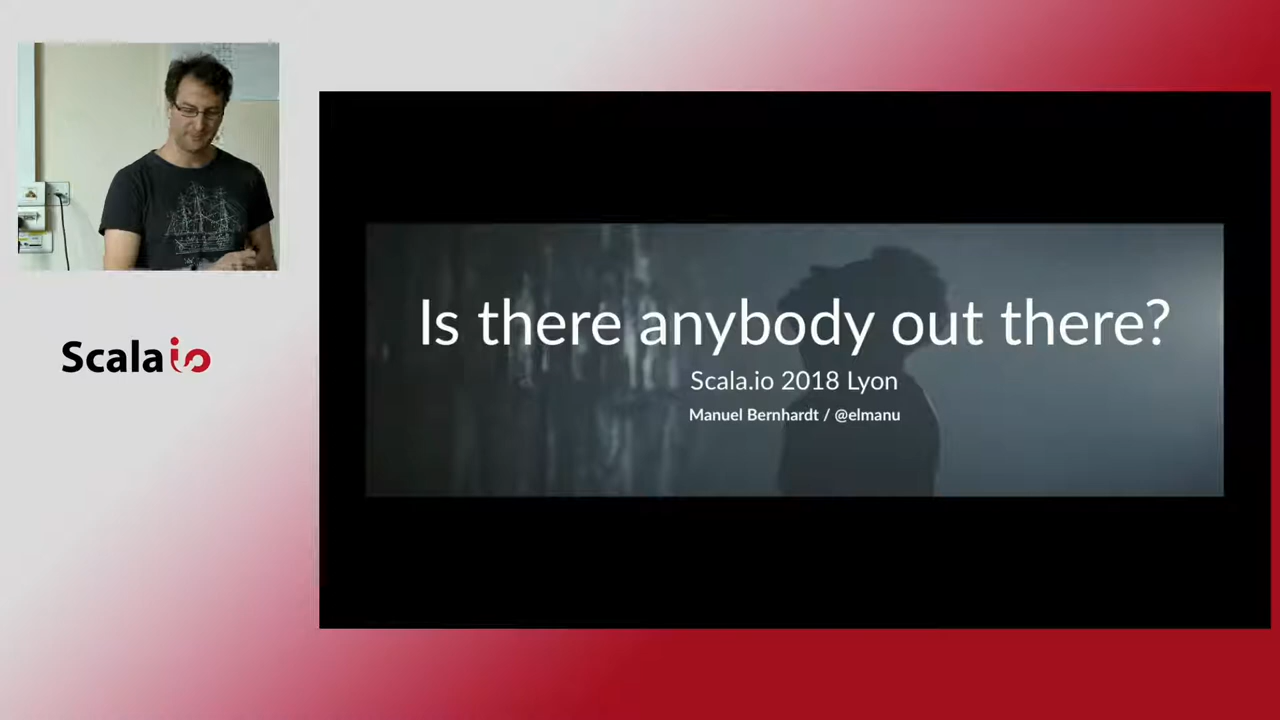 Scala.io
Is there anybody out there?
Scala.io 2018 Lyon
Manuel Bernhardt / @elmanu